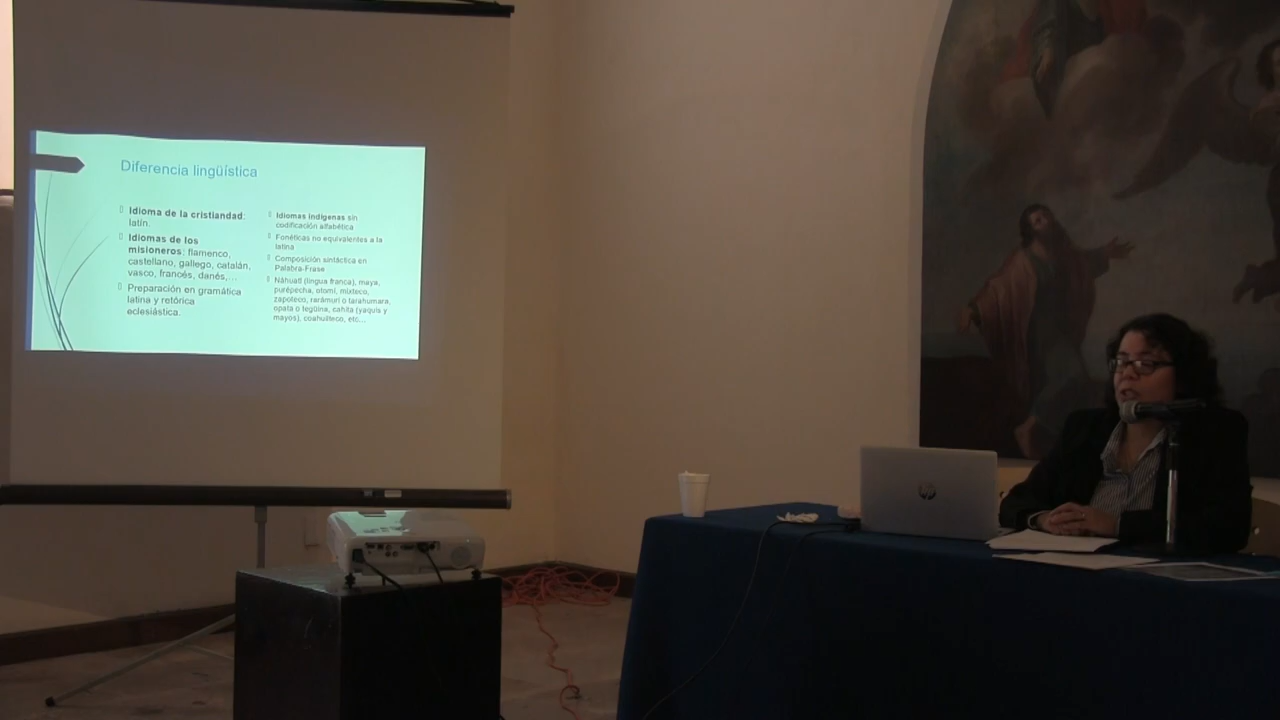 Diferencia lingüística
Idioma de la cristiandad:
latín.
Idiomas de los
misioneros: flamenco,
castellano, gallego, catalán,
vasco, francés, danés,...
Preparación en gramática
latina y retórica
eclesiástica.
Idiomas indígenas sin
codificación alfabética
Fonéticas no equivalentes a la
latina
Composición sintáctica en
Palabra-Frase
Náhuatl (lingua franca), maya,
purépecha, otomí, mixteco,
zapoteco, rarámuri o tarahumara,
opata o tegüina, cahita (yaquis y
mayos), coahuilteco, etc...
hp